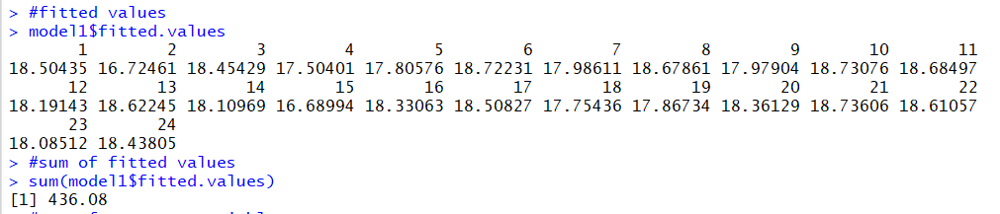 > #fitted values
> model1$fitted.values
1 2 3 4 5 6 7 8 9 10 11
18.50435 16.72461 18.45429 17.50401 17.80576 18.72231 17.98611 18.67861 17.97904 18.73076 18.68497
12 13 14 15 16 17 18 19 20 21 22
18.19143 18.62245 18.10969 16.68994 18.33063 18.50827 17.75436 17.86734 18.36129 18.73606 18.61057
23 24
18.08512 18.43805
> #sum of fitted values
> sum(model1$fitted.values)
[1] 436.08